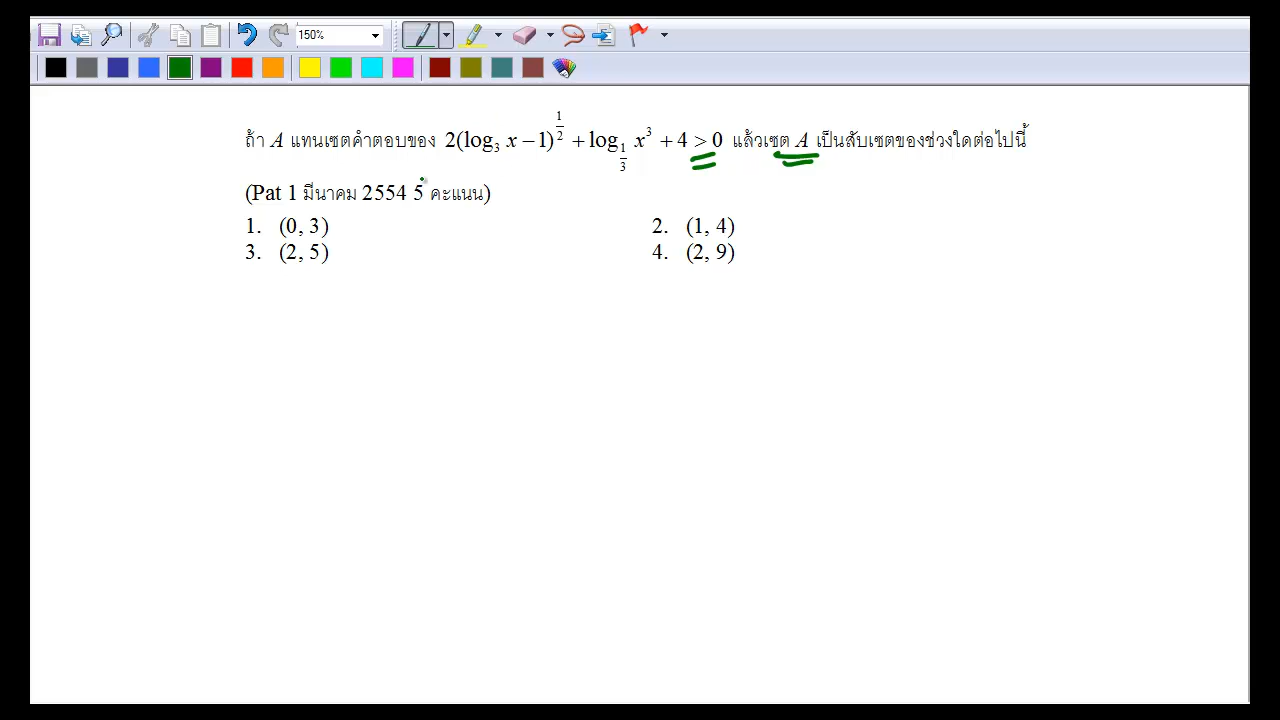 150%
ถ้า A แทนเซตคำตอบของ 2(log₃ x − 1)^(1/2) + log_(1/3) x³ + 4 > 0 แล้วเซต A เป็นสับเซตของช่วงใดต่อไปนี้
(Pat 1 มีนาคม 2554 5 คะแนน)
1. (0, 3) 2. (1, 4)
3. (2, 5) 4. (2, 9)